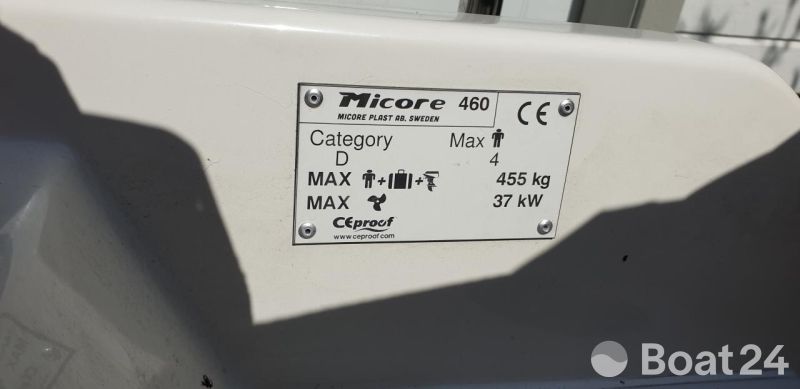 Micore 460
MICORE PLAST AB. SWEDEN
CE
Category Max
D 4
MAX + + 455 kg
MAX 37 kW
CEproof
www.ceproof.com
Boat24